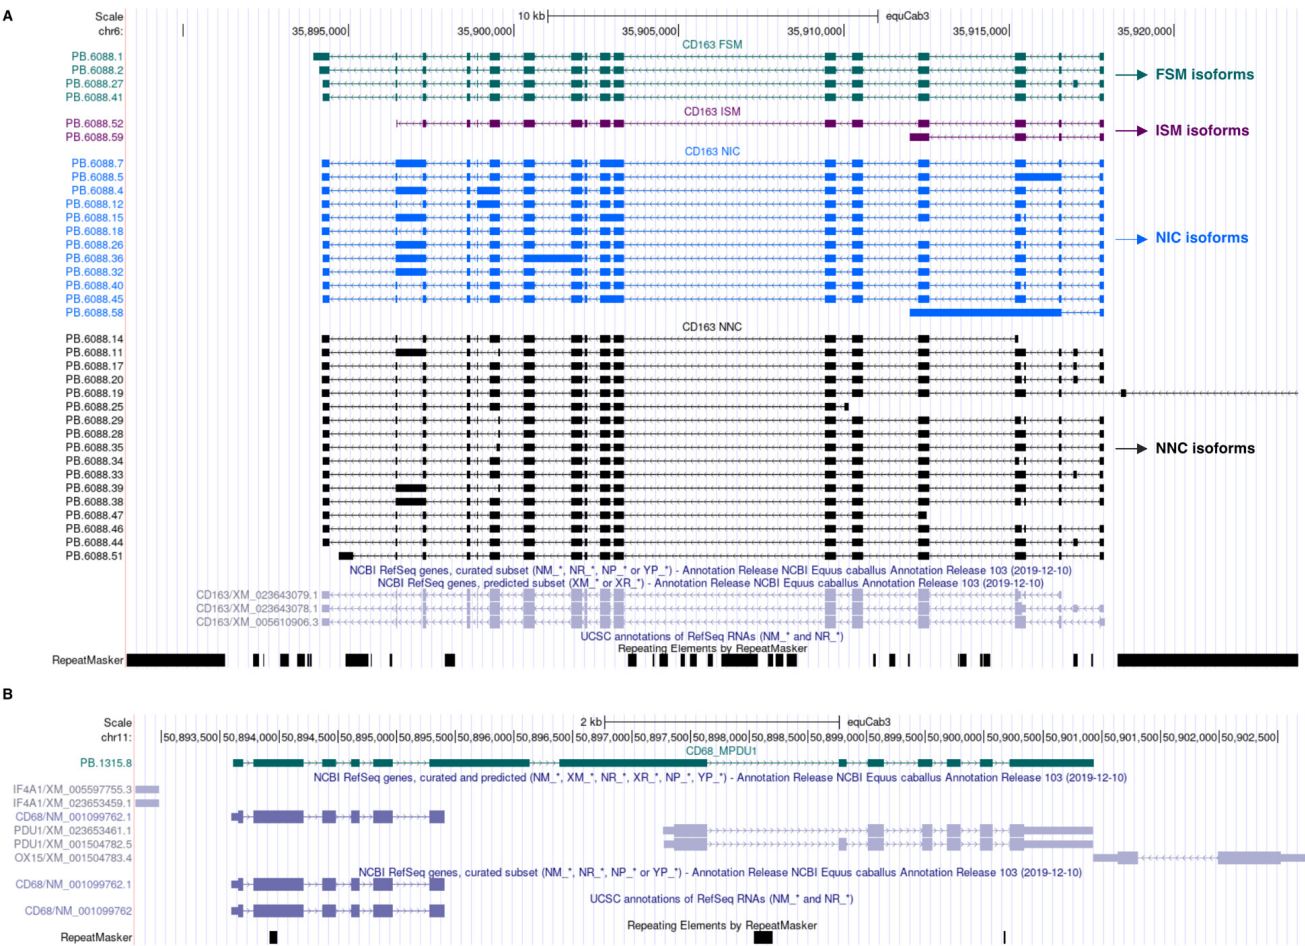 A
Scale 10 kb equCab3
chr6: 35,895,000 35,900,000 35,905,000 35,910,000 35,915,000 35,920,000
CD163 FSM
PB.6088.1
PB.6088.2 FSM isoforms
PB.6088.27
PB.6088.41
CD163 ISM
PB.6088.52 ISM isoforms
PB.6088.59
CD163 NIC
PB.6088.7
PB.6088.5
PB.6088.4
PB.6088.12
PB.6088.15
PB.6088.18 NIC isoforms
PB.6088.26
PB.6088.36
PB.6088.32
PB.6088.40
PB.6088.45
PB.6088.58
CD163 NNC
PB.6088.14
PB.6088.11
PB.6088.17
PB.6088.20
PB.6088.19
PB.6088.25
PB.6088.29
PB.6088.28
PB.6088.35 NNC isoforms
PB.6088.34
PB.6088.33
PB.6088.39
PB.6088.38
PB.6088.47
PB.6088.46
PB.6088.44
PB.6088.51
NCBI RefSeq genes, curated subset (NM_*, NR_*, NP_* or YP_*) - Annotation Release NCBI Equus caballus Annotation Release 103 (2019-12-10)
NCBI RefSeq genes, predicted subset (XM_* or XR_*) - Annotation Release NCBI Equus caballus Annotation Release 103 (2019-12-10)
CD163/XM_023643079.1
CD163/XM_023643078.1
CD163/XM_005610906.3
UCSC annotations of RefSeq RNAs (NM_* and NR_*)
Repeating Elements by RepeatMasker
RepeatMasker
B
Scale 2 kb equCab3
chr11: 50,893,500 50,894,000 50,894,500 50,895,000 50,895,500 50,896,000 50,896,500 50,897,000 50,897,500 50,898,000 50,898,500 50,899,000 50,899,500 50,900,000 50,900,500 50,901,000 50,901,500 50,902,000 50,902,500
CD68_MPDU1
PB.1315.8
NCBI RefSeq genes, curated and predicted (NM_*, XM_*, NR_*, XR_*, NP_*, YP_*) - Annotation Release NCBI Equus caballus Annotation Release 103 (2019-12-10)
IF4A1/XM_005597755.3
IF4A1/XM_023653459.1
CD68/NM_001099762.1
PDU1/XM_023653461.1
PDU1/XM_001504782.5
OX15/XM_001504783.4
NCBI RefSeq genes, curated subset (NM_*, NR_*, NP_* or YP_*) - Annotation Release NCBI Equus caballus Annotation Release 103 (2019-12-10)
CD68/NM_001099762.1
UCSC annotations of RefSeq RNAs (NM_* and NR_*)
CD68/NM_001099762
Repeating Elements by RepeatMasker
RepeatMasker